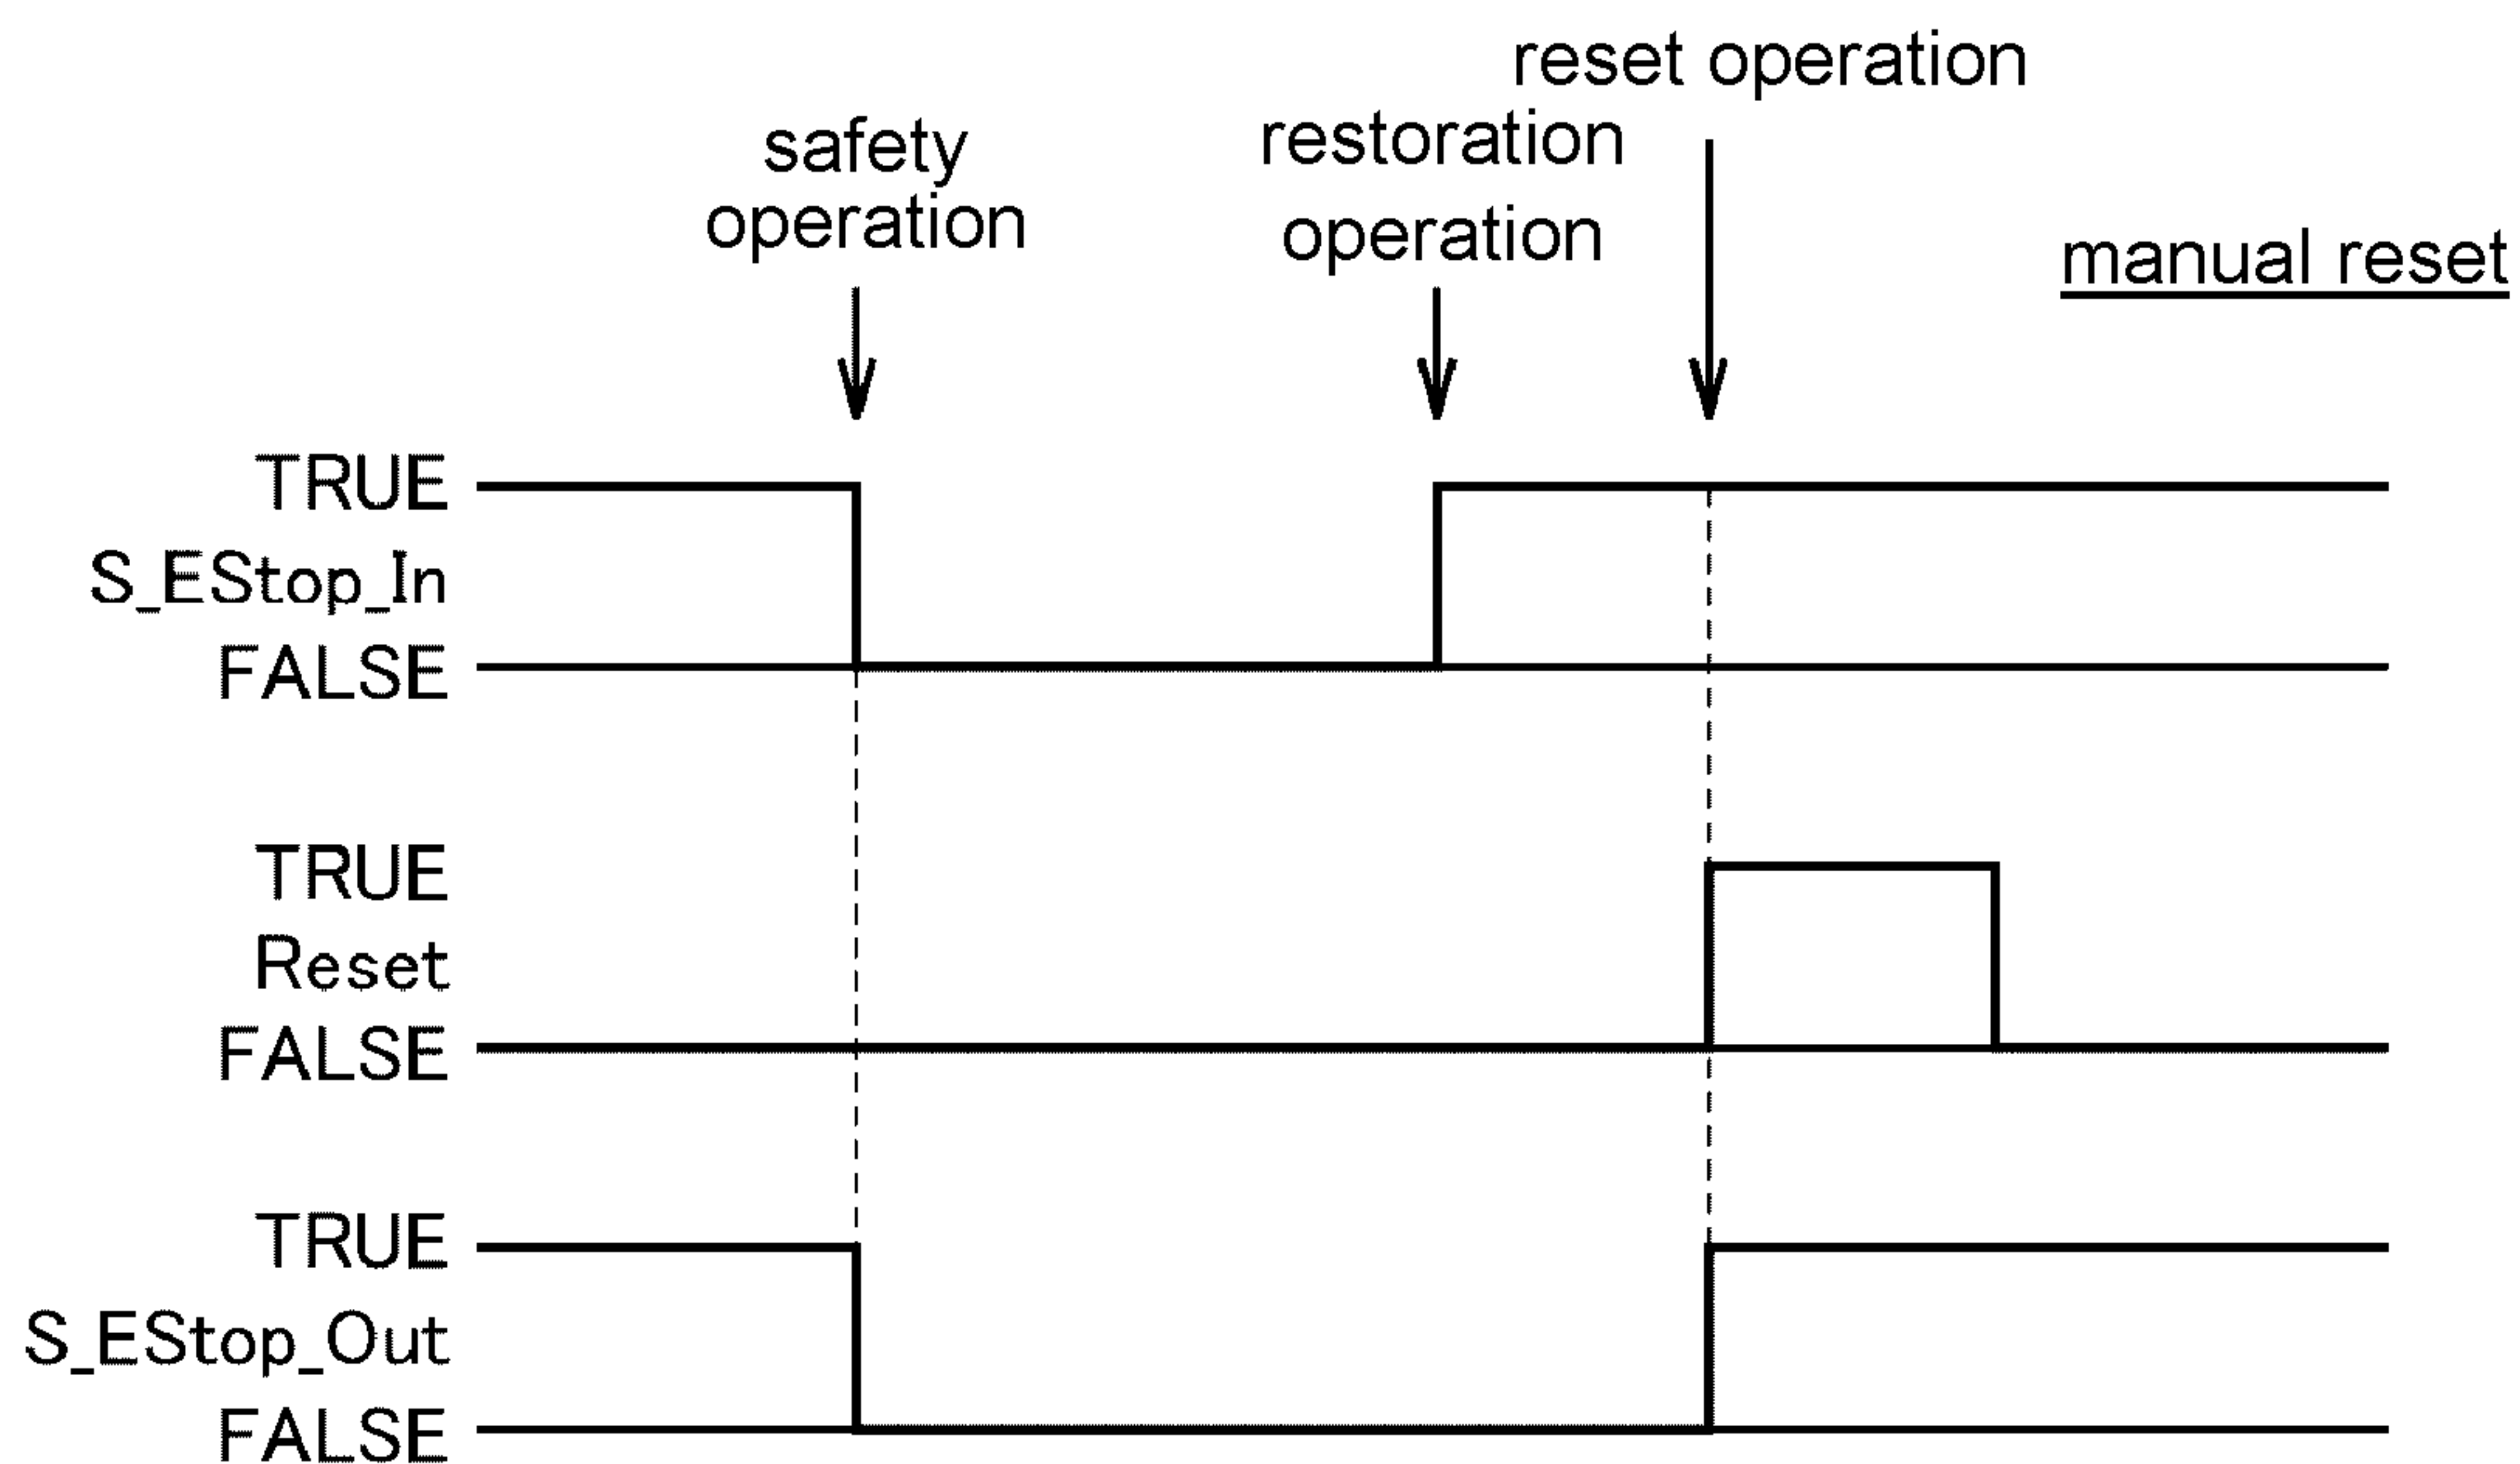 reset operation
safety
operation
restoration
operation
manual reset
TRUE
S_EStop_In
FALSE
TRUE
Reset
FALSE
TRUE
S_EStop_Out
FALSE